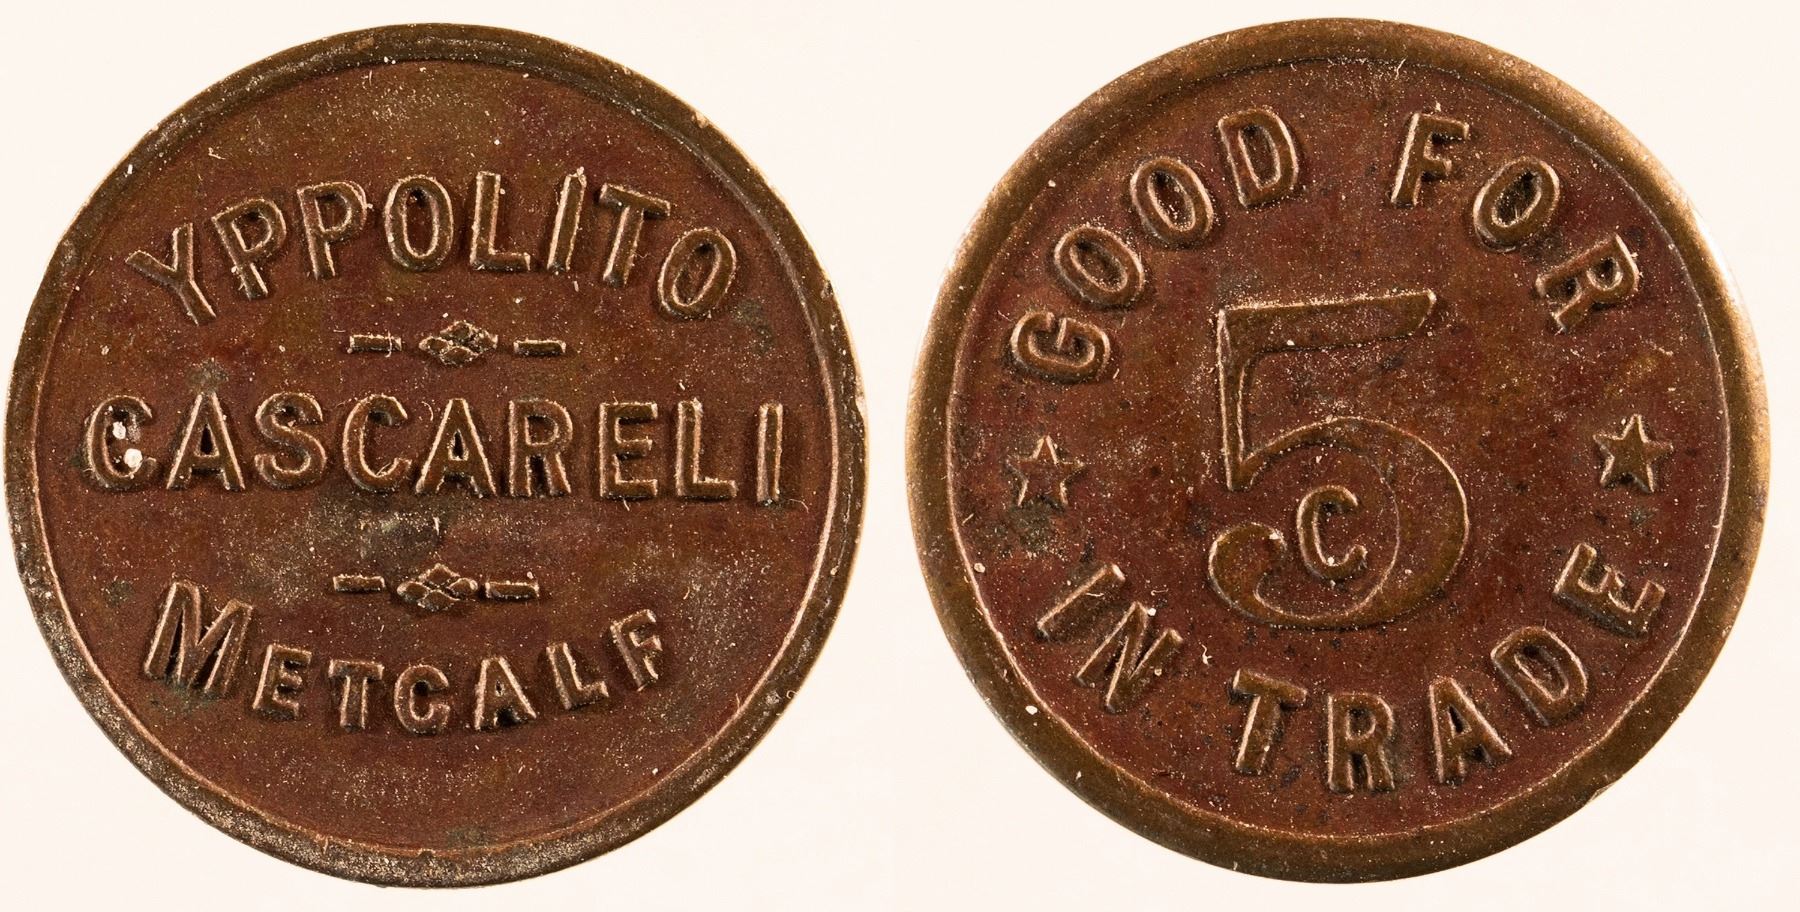 YPPOLITO
CASCARELI
METCALF
GOOD FOR
5
C
IN TRADE